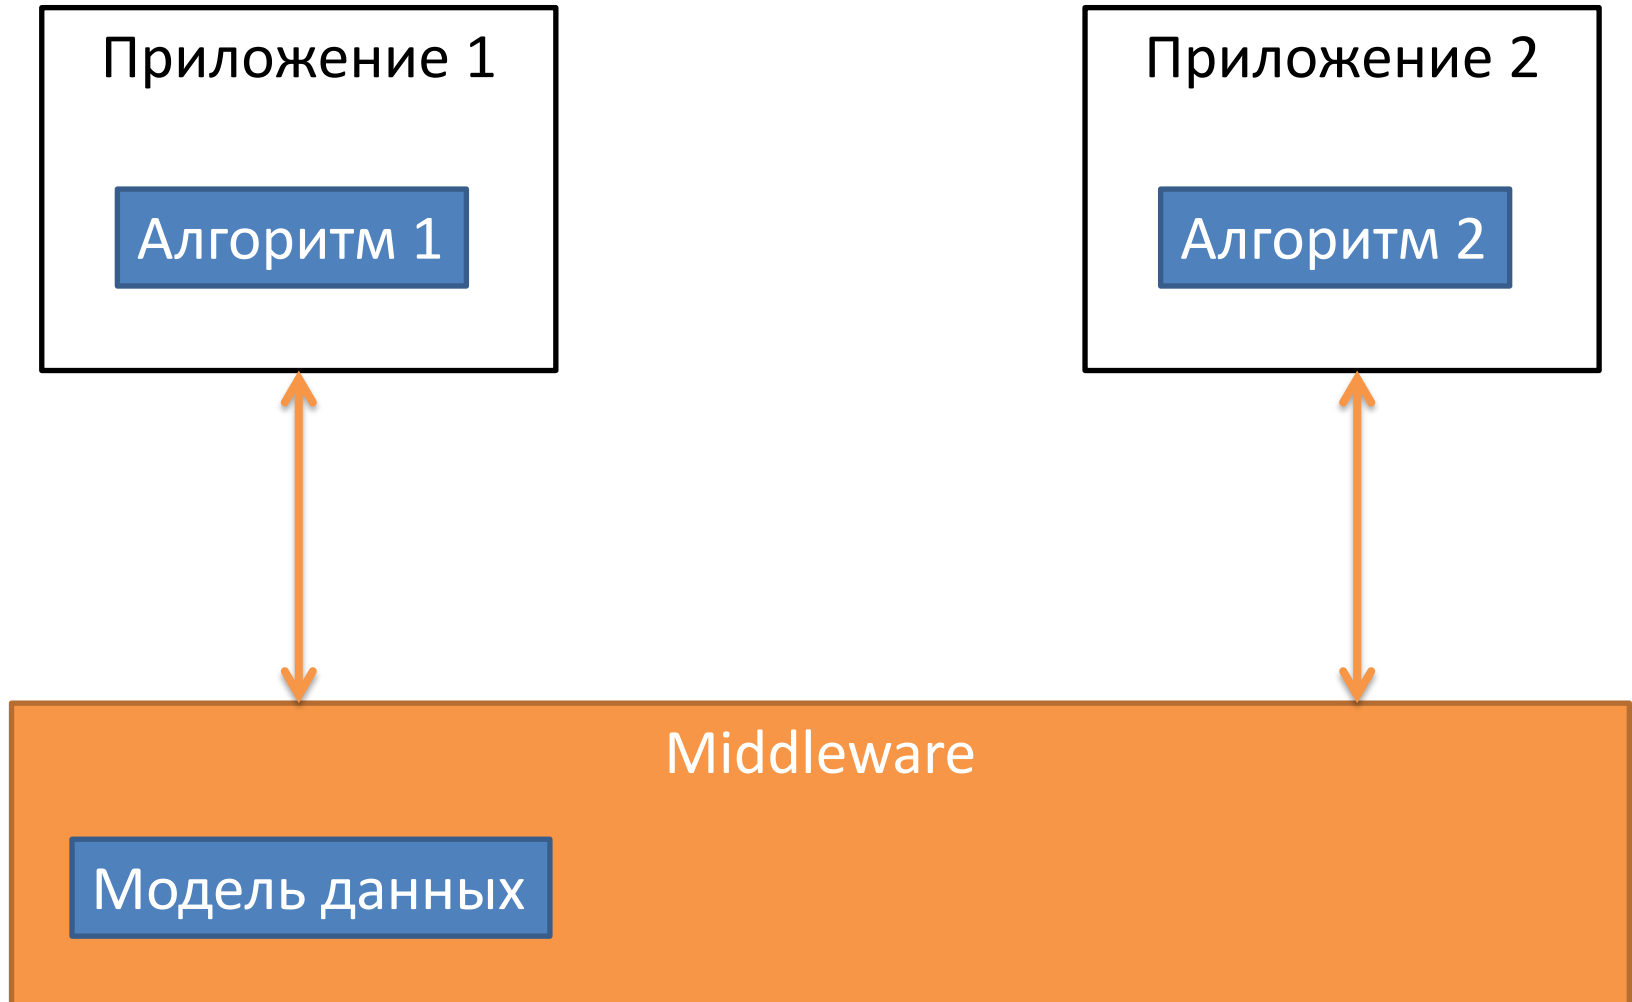 Приложение 1
Приложение 2
Алгоритм 1
Алгоритм 2
Middleware
Модель данных